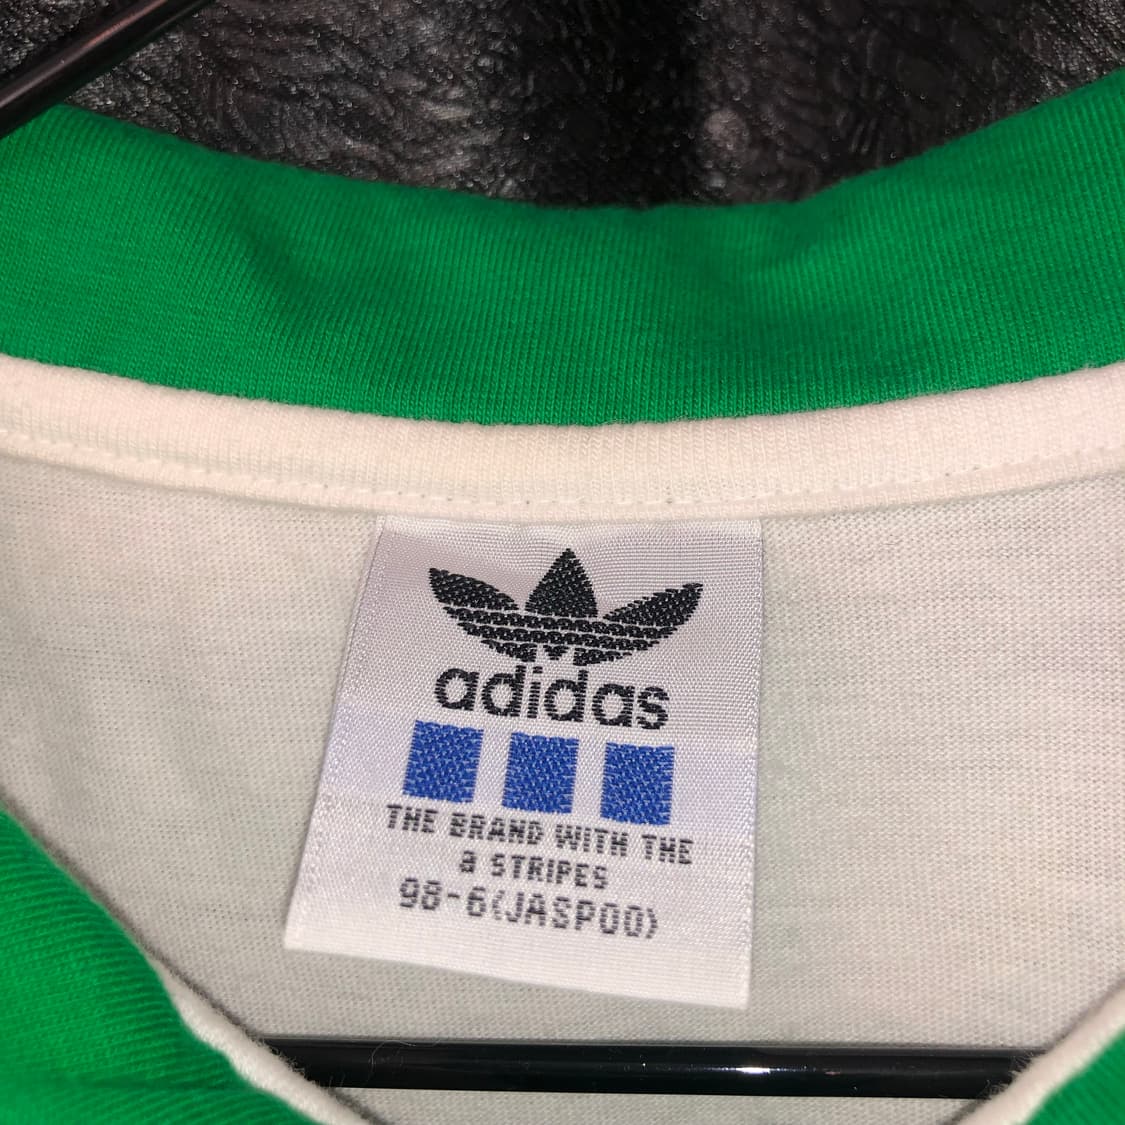 adidas
THE BRAND WITH THE
3 STRIPES
98-6(JASPOO)